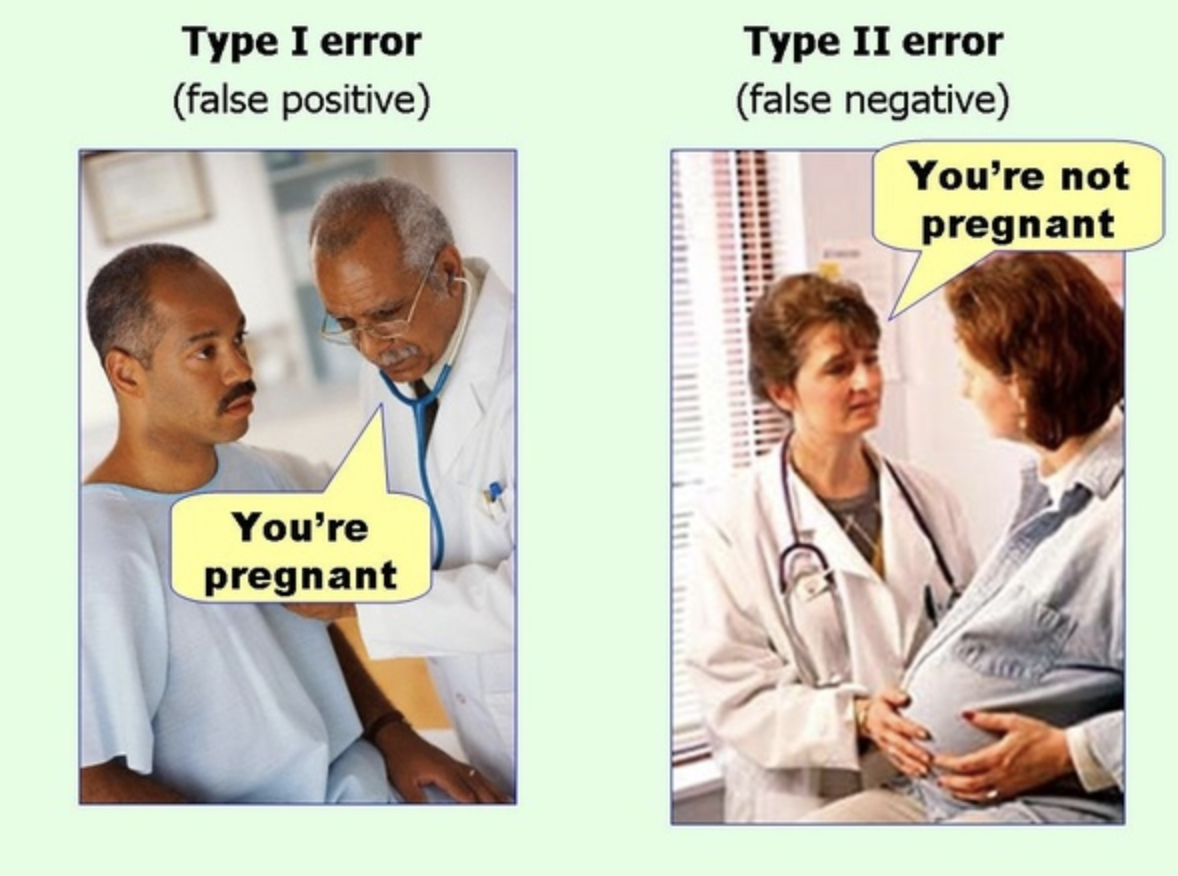 Type I error
(false positive)
You're
pregnant
Type II error
(false negative)
You're not
pregnant